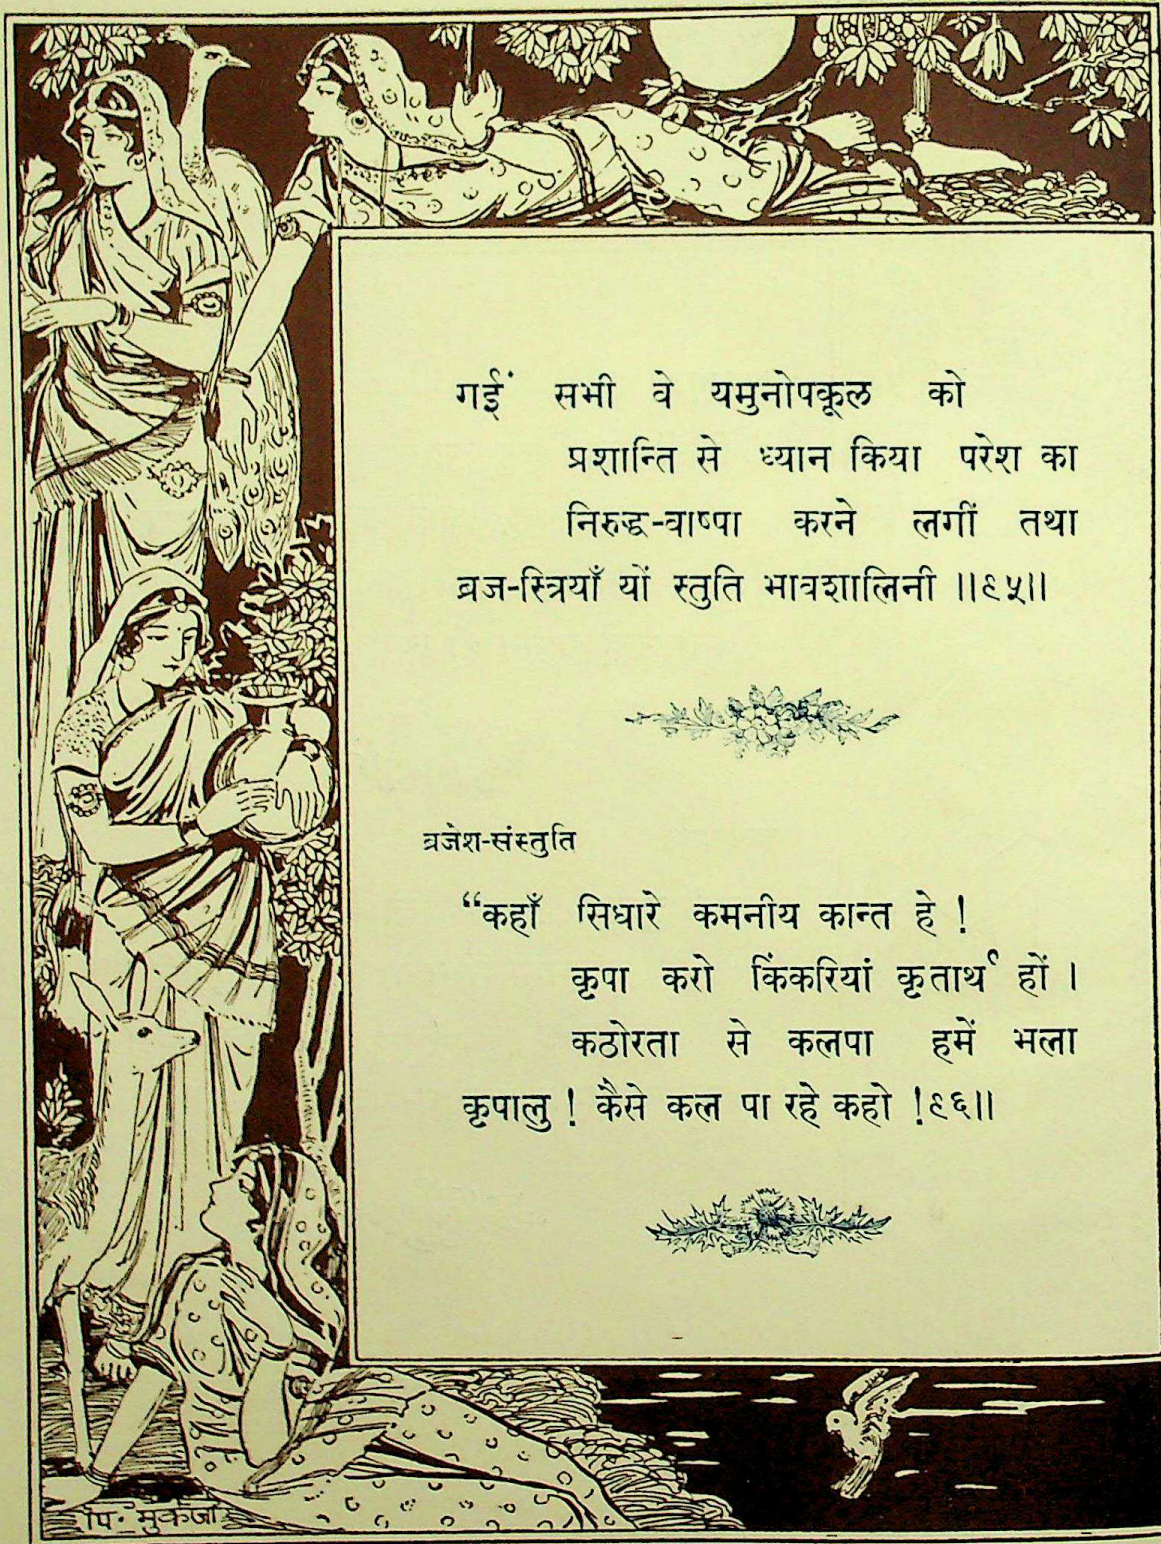 गईं सभी वे यमुनोपकूल को
प्रशान्ति से ध्यान किया परेश का
निरुद्ध-वाष्पा करने लगीं तथा
व्रज-स्त्रियाँ यों स्तुति भावशालिनी ॥९५॥
व्रजेश-संस्तुति
“कहाँ सिधारे कमनीय कान्त हे !
कृपा करो किंकरियां कृतार्थ हों ।
कठोरता से कलपा हमें भला
कृपालु ! कैसे कल पा रहे कहो !९६॥
पि. मुकर्जी